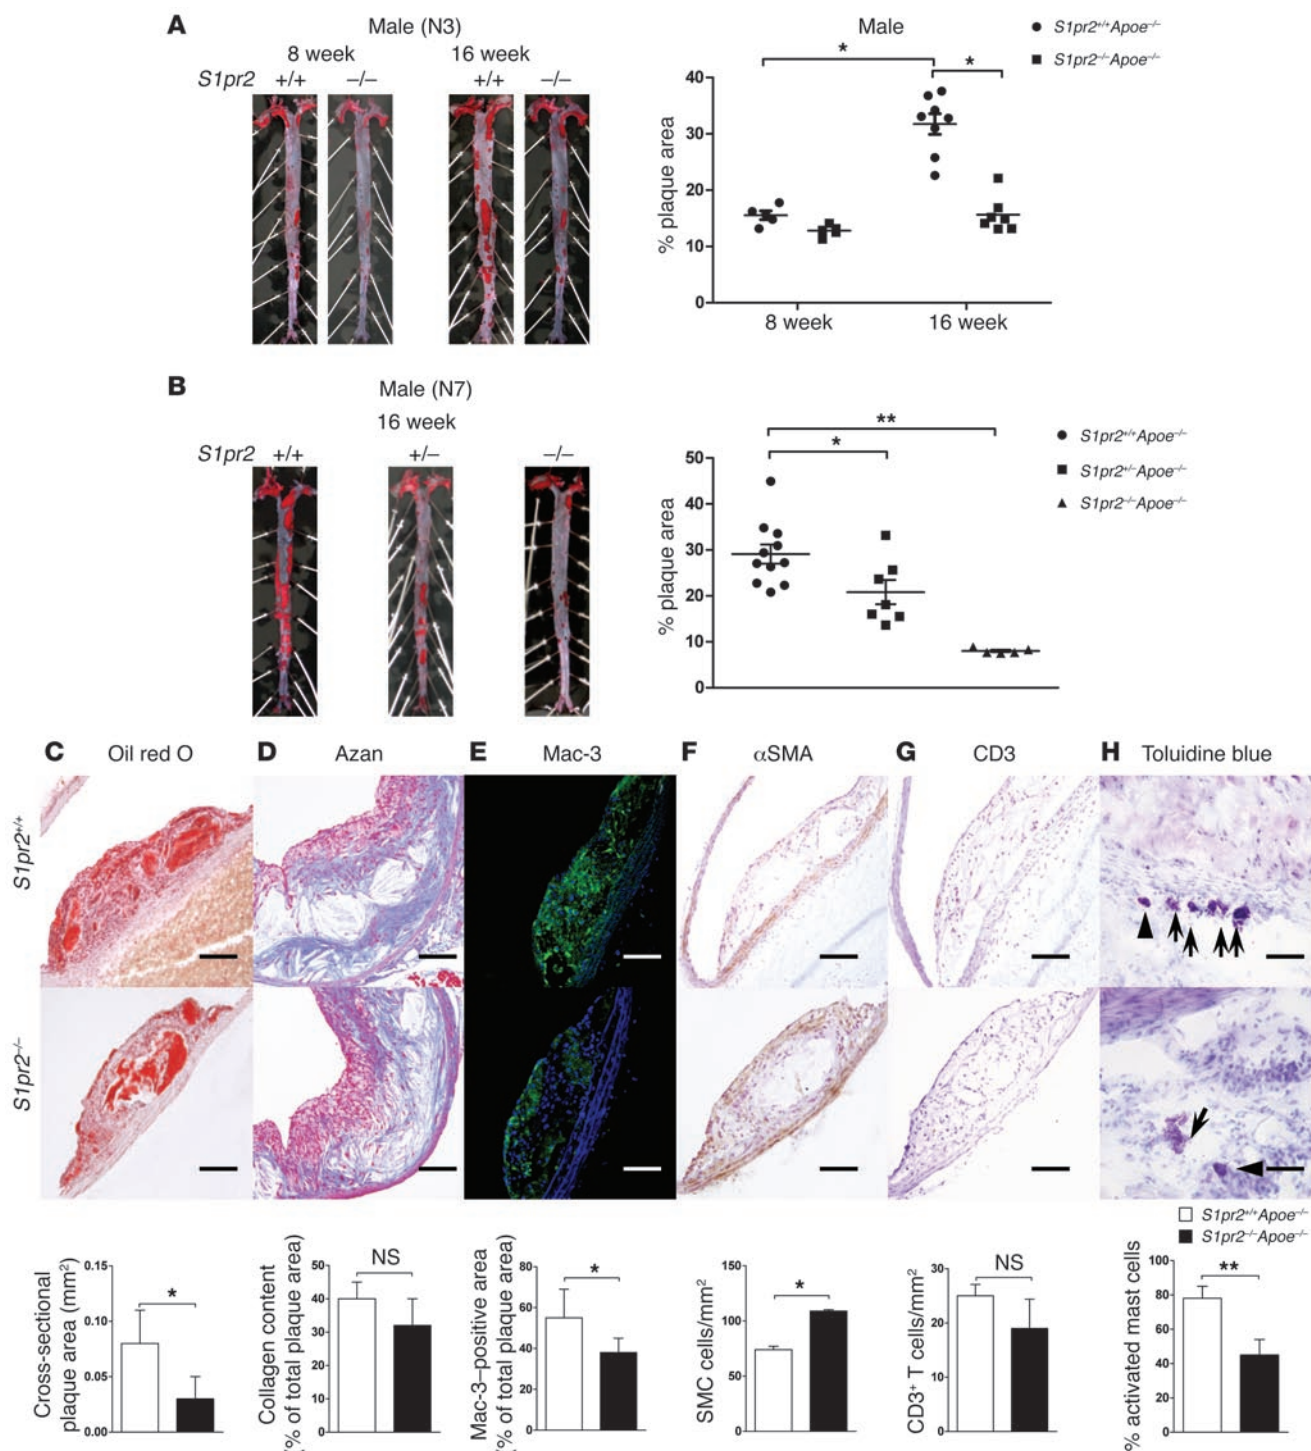 A
Male (N3)
8 week
16 week
S1pr2 +/+ –/– +/+ –/–
Male
S1pr2+/+Apoe–/–
S1pr2–/–Apoe–/–
*
*
% plaque area
40
30
20
10
0
8 week
16 week
B
Male (N7)
16 week
S1pr2 +/+ +/– –/–
**
*
S1pr2+/+Apoe–/–
S1pr2+/–Apoe–/–
S1pr2–/–Apoe–/–
% plaque area
50
40
30
20
10
0
C Oil red O
D Azan
E Mac-3
F αSMA
G CD3
H Toluidine blue
S1pr2+/+
S1pr2–/–
S1pr2+/+Apoe–/–
S1pr2–/–Apoe–/–
Cross-sectional
plaque area (mm2)
0.15
0.10
0.05
0.00
*
Collagen content
(% of total plaque area)
50
40
30
20
10
0
NS
Mac-3–positive area
(% of total plaque area)
80
60
40
20
0
*
SMC cells/mm2
150
100
50
0
*
CD3+ T cells/mm2
30
20
10
0
NS
% activated mast cells
100
80
60
40
20
0
**